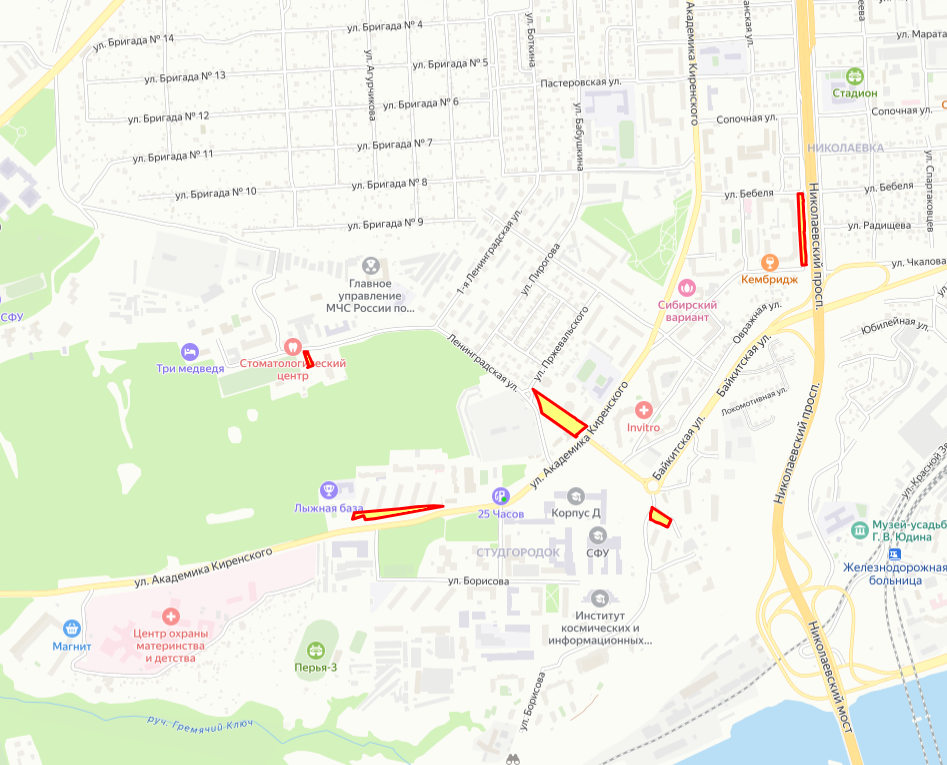 ул. Бригада № 4
ул. Бригада № 14
ул. Боткина
Академика Киренского
ул. Марата
ул. Бригада № 5
ул. Бригада № 13
ул. Агурчикова
Пастеровская ул.
Стадион
ул. Бригада № 6
ул. Бригада № 12
Сопочная ул.
Сопочная ул.
ул. Бабушкина
ул. Бригада № 7
ул. Бригада № 11
НИКОЛАЕВКА
ул. Спартаковцев
ул. Бригада № 8
ул. Бригада № 10
ул. Бебеля
ул. Бебеля
ул. Бригада № 9
1-я Ленинградская ул.
Николаевский просп.
ул. Радищева
ул. Пирогова
Главное
управление
МЧС России по...
Кембридж
ул. Чкалова
Сибирский
вариант
СФУ
Овражная ул.
Юбилейная ул.
ул. Пржевальского
Ленинградская ул.
Байкитская ул.
Три медведя
Стоматологический
центр
Локомотивная ул.
Invitro
ул. Академика Киренского
Байкитская ул.
Николаевский просп.
ул. Красной Зв
Лыжная база
25 Часов
Корпус Д
СФУ
СТУДГОРОДОК
Музей-усадьб
Г. В. Юдина
Железнодорожная
больница
ул. Академика Киренского
ул. Борисова
Институт
космических и
информационных...
Магнит
Центр охраны
материнства
и детства
Перья-3
Николаевский мост
ул. Борисова
руч. Гремячий Ключ